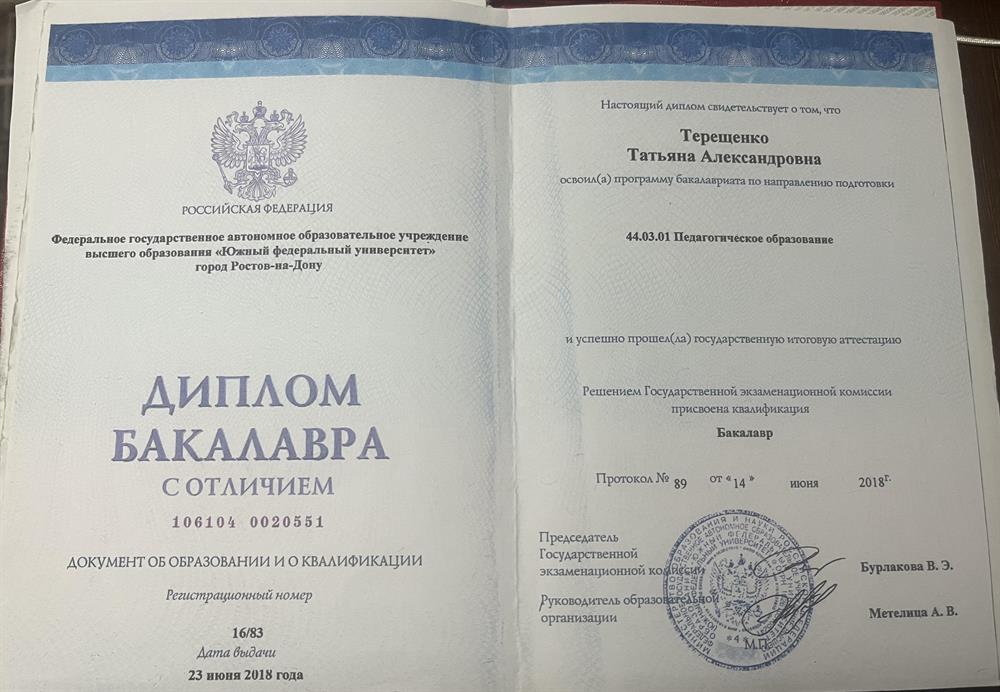 РОССИЙСКАЯ ФЕДЕРАЦИЯ
Федеральное государственное автономное образовательное учреждение
высшего образования «Южный федеральный университет»
город Ростов-на-Дону
ДИПЛОМ
БАКАЛАВРА
С ОТЛИЧИЕМ
106104 0020551
ДОКУМЕНТ ОБ ОБРАЗОВАНИИ И О КВАЛИФИКАЦИИ
Регистрационный номер
16/83
Дата выдачи
23 июня 2018 года
Настоящий диплом свидетельствует о том, что
Терещенко
Татьяна Александровна
освоил(а) программу бакалавриата по направлению подготовки
44.03.01 Педагогическое образование
и успешно прошел(ла) государственную итоговую аттестацию
Решением Государственной экзаменационной комиссии
присвоена квалификация
Бакалавр
Протокол № 89 от « 14 » июня 2018 г.
Председатель
Государственной
экзаменационной комиссии
Бурлакова В. Э.
Руководитель образовательной
организации
Метелица А. В.
М.П.
*4*